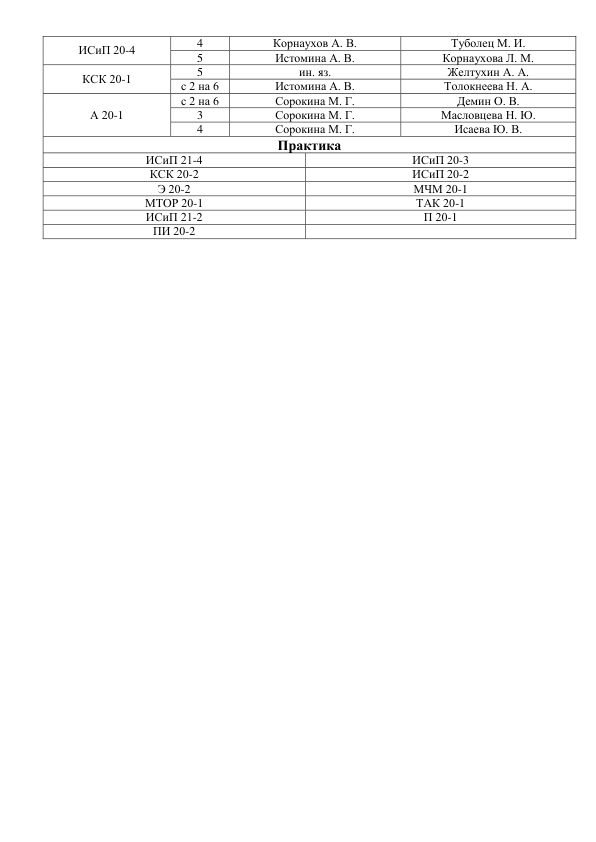 ИСиП 20-4 4 Корнаухов А. В. Туболец М. И.
5 Истомина А. В. Корнаухова Л. М.
КСК 20-1 5 ин. яз. Желтухин А. А.
с 2 на 6 Истомина А. В. Толокнеева Н. А.
А 20-1 с 2 на 6 Сорокина М. Г. Демин О. В.
3 Сорокина М. Г. Масловцева Н. Ю.
4 Сорокина М. Г. Исаева Ю. В.
Практика
ИСиП 21-4 ИСиП 20-3
КСК 20-2 ИСиП 20-2
Э 20-2 МЧМ 20-1
МТОР 20-1 ТАК 20-1
ИСиП 21-2 П 20-1
ПИ 20-2